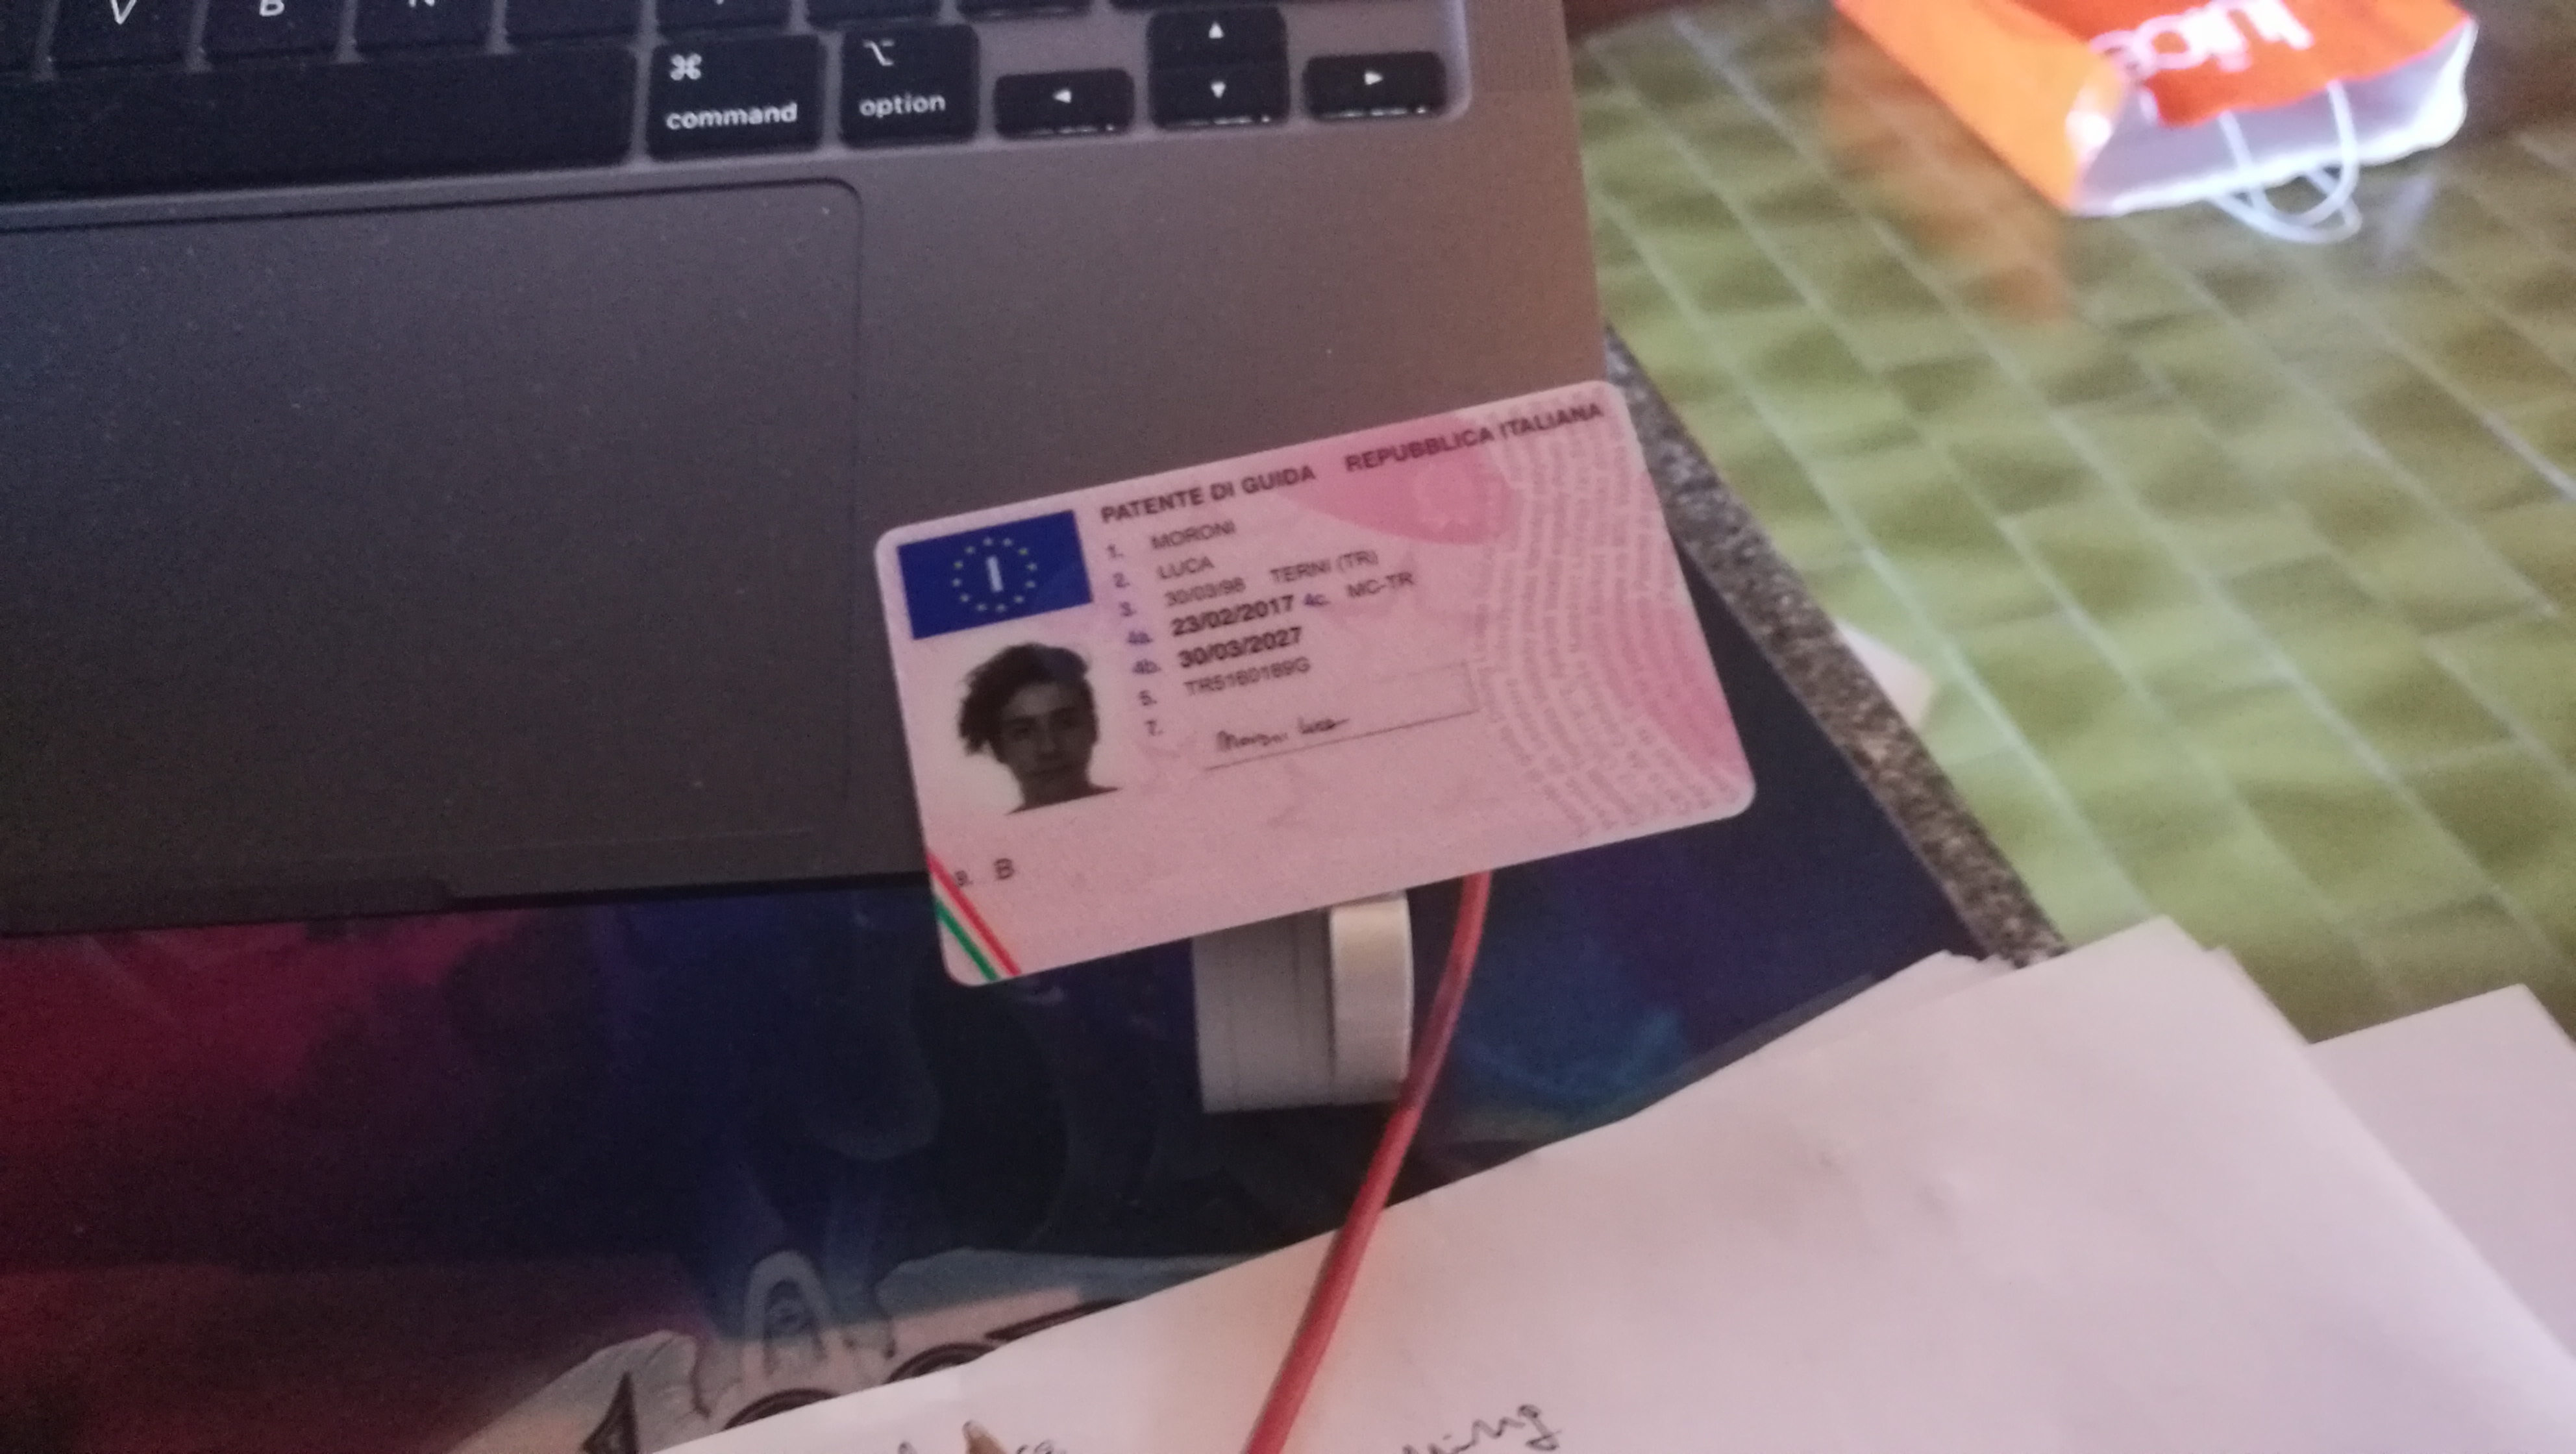 V B N
command option
PATENTE DI GUIDA REPUBBLICA ITALIANA
1. MORONI
2. LUCA
3. 30/03/98 TERNI (TR)
4a. 23/02/2017 4c. MC-TR
4b. 30/03/2027
5. TR5160189G
7. Moroni Luca
9. B